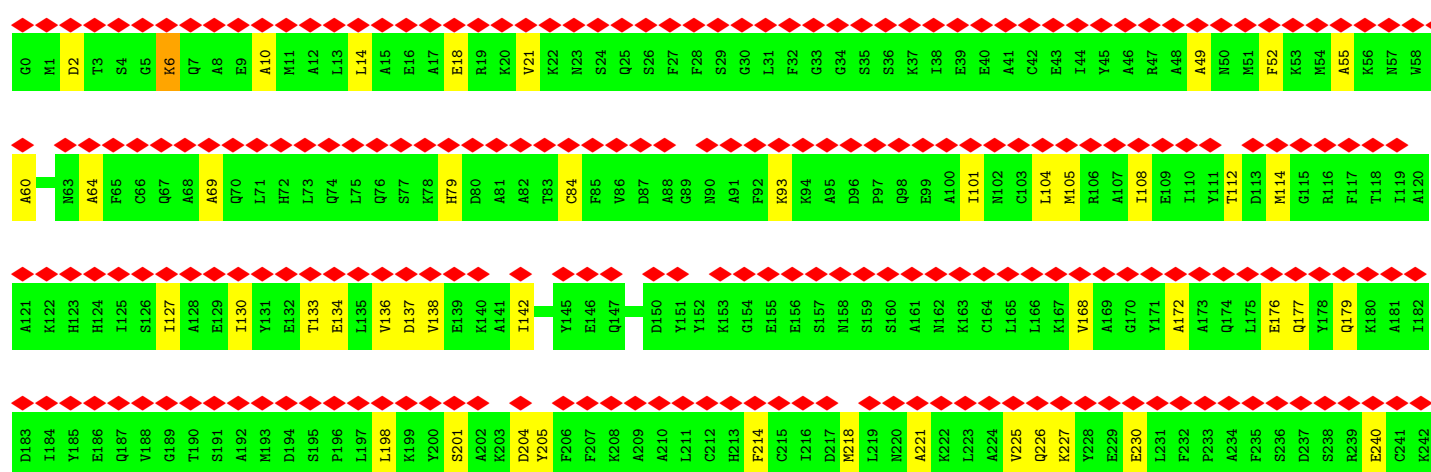 G0 M1 D2 T3 S4 G5 K6 Q7 A8 E9 A10 M11 A12 L13 L14 A15 E16 A17 E18 R19 K20 V21 K22 N23 S24 Q25 S26 F27 F28 S29 G30 L31 F32 G33 G34 S35 S36 K37 I38 E39 E40 A41 C42 E43 I44 Y45 A46 R47 A48 A49 N50 M51 F52 K53 M54 A55 K56 N57 W58
A60 N63 A64 F65 C66 Q67 A68 A69 Q70 L71 H72 L73 Q74 L75 Q76 S77 K78 H79 D80 A81 A82 T83 C84 F85 V86 D87 A88 G89 N90 A91 F92 K93 K94 A95 D96 P97 Q98 E99 A100 I101 N102 C103 L104 M105 R106 A107 I108 E109 I110 Y111 T112 D113 M114 G115 R116 F117 T118 I119 A120
A121 K122 H123 H124 I125 S126 I127 A128 E129 I130 Y131 E132 T133 E134 L135 V136 D137 V138 E139 K140 A141 I142 Y145 E146 Q147 D150 Y151 Y152 K153 G154 E155 E156 S157 N158 S159 S160 A161 N162 K163 C164 L165 L166 K167 V168 A169 G170 Y171 A172 A173 Q174 L175 E176 Q177 Y178 Q179 K180 A181 I182
D183 I184 Y185 E186 Q187 V188 G189 T190 S191 A192 M193 D194 S195 P196 L197 L198 K199 Y200 S201 A202 K203 D204 Y205 F206 F207 K208 A209 A210 L211 C212 H213 F214 C215 I216 D217 M218 L219 N220 A221 K222 L223 A224 V225 Q226 K227 Y228 E229 E230 L231 F232 P233 A234 F235 S236 D237 S238 R239 E240 C241 K242